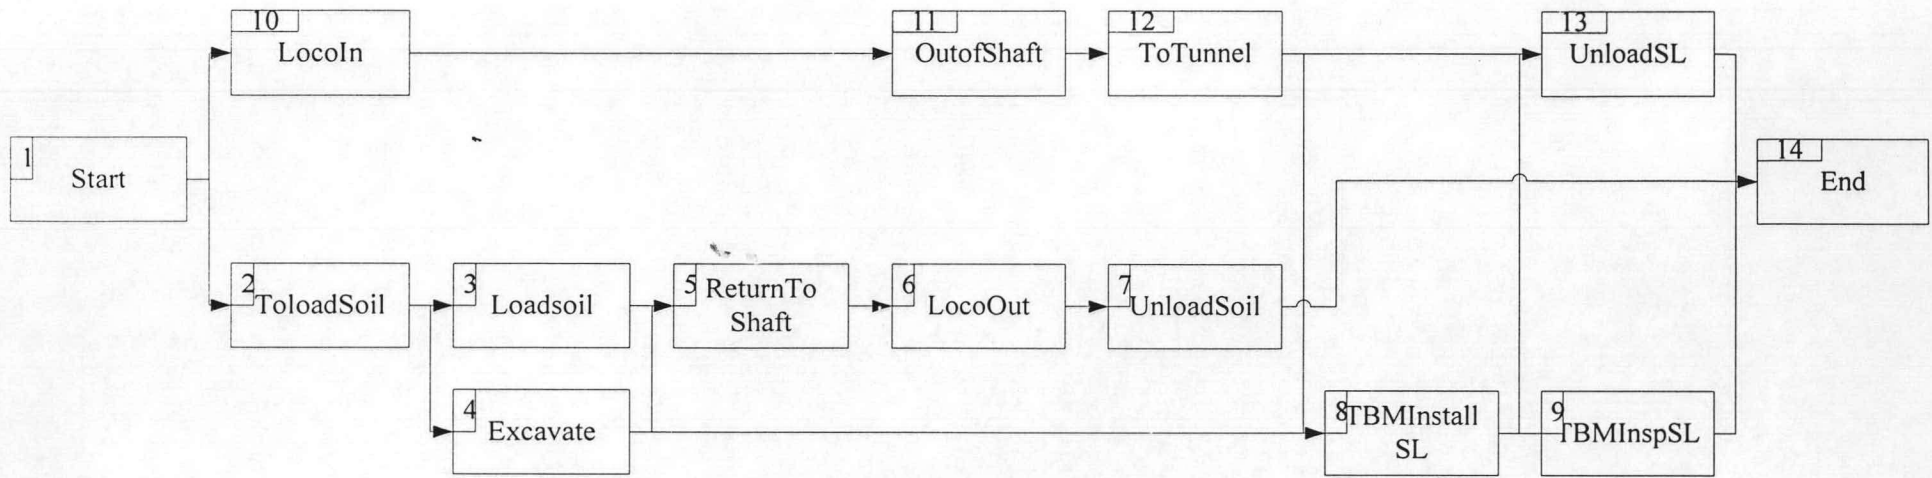 10
LocoIn
11
OutofShaft
12
ToTunnel
13
UnloadSL
1
Start
14
End
2
ToloadSoil
3
Loadsoil
5
ReturnTo
Shaft
6
LocoOut
7
UnloadSoil
4
Excavate
8
TBMInstall
SL
9
TBMInspSL